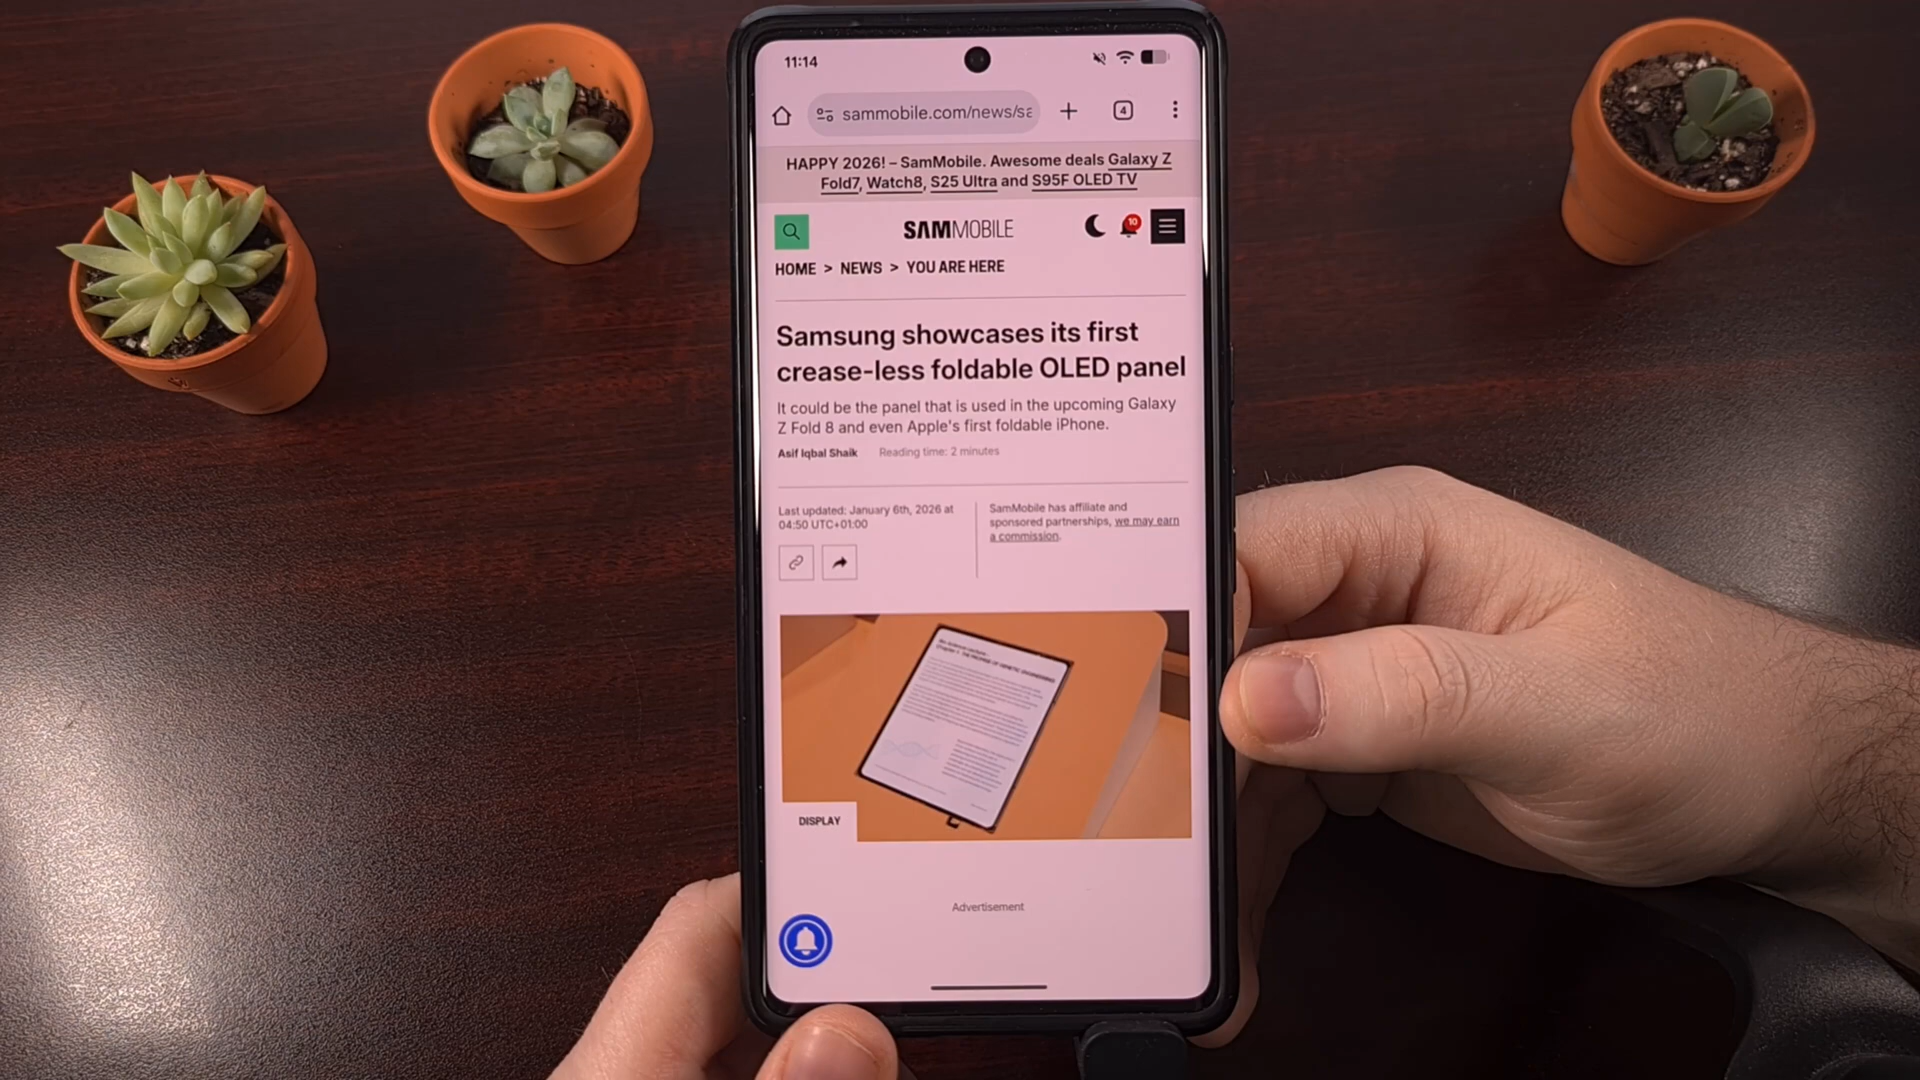 11:14
sammobile.com/news/sa
4
HAPPY 2026! – SamMobile. Awesome deals Galaxy Z
Fold7, Watch8, S25 Ultra and S95F OLED TV
SAMMOBILE
10
HOME > NEWS > YOU ARE HERE
Samsung showcases its first
crease-less foldable OLED panel
It could be the panel that is used in the upcoming Galaxy
Z Fold 8 and even Apple's first foldable iPhone.
Asif Iqbal Shaik Reading time: 2 minutes
Last updated: January 6th, 2026 at
04:50 UTC+01:00
SamMobile has affiliate and
sponsored partnerships, we may earn
a commission.
DISPLAY
Advertisement